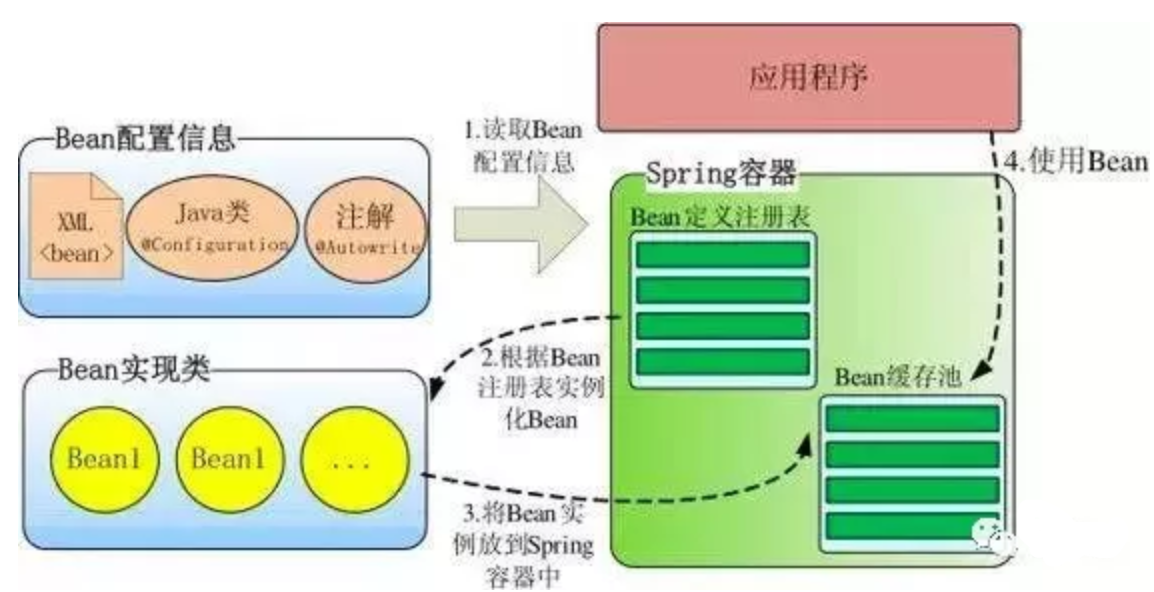 应用程序
Bean配置信息
XML
<bean>
Java类
@Configuration
注解
@Autowrite
1.读取Bean
配置信息
Spring容器
Bean定义注册表
4.使用Bean
Bean实现类
Bean1
Bean1
...
2.根据Bean
注册表实例
化Bean
Bean缓存池
3.将Bean实
例放到Spring
容器中